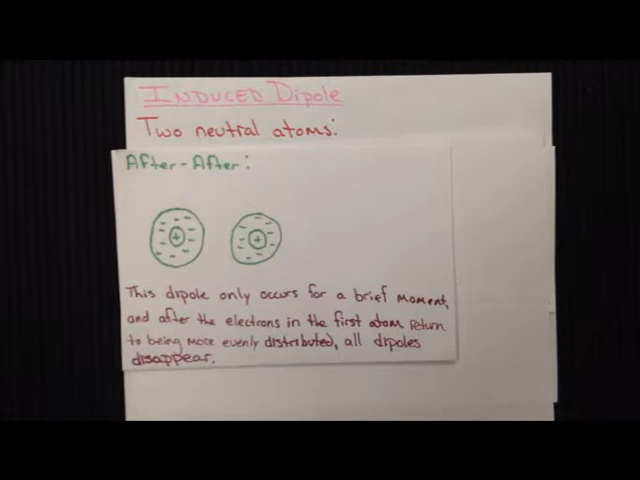 INDUCED Dipole
Two neutral atoms:
After-After:
This dipole only occurs for a brief moment,
and after the electrons in the first atom return
to being more evenly distributed, all dipoles
disappear.